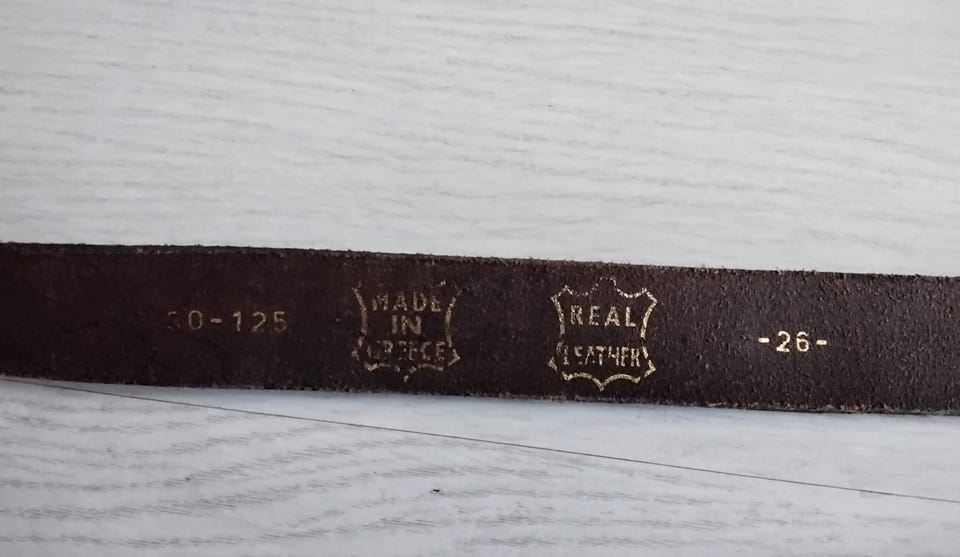 MADE
IN
GREECE
REAL
LEATHER
-26-